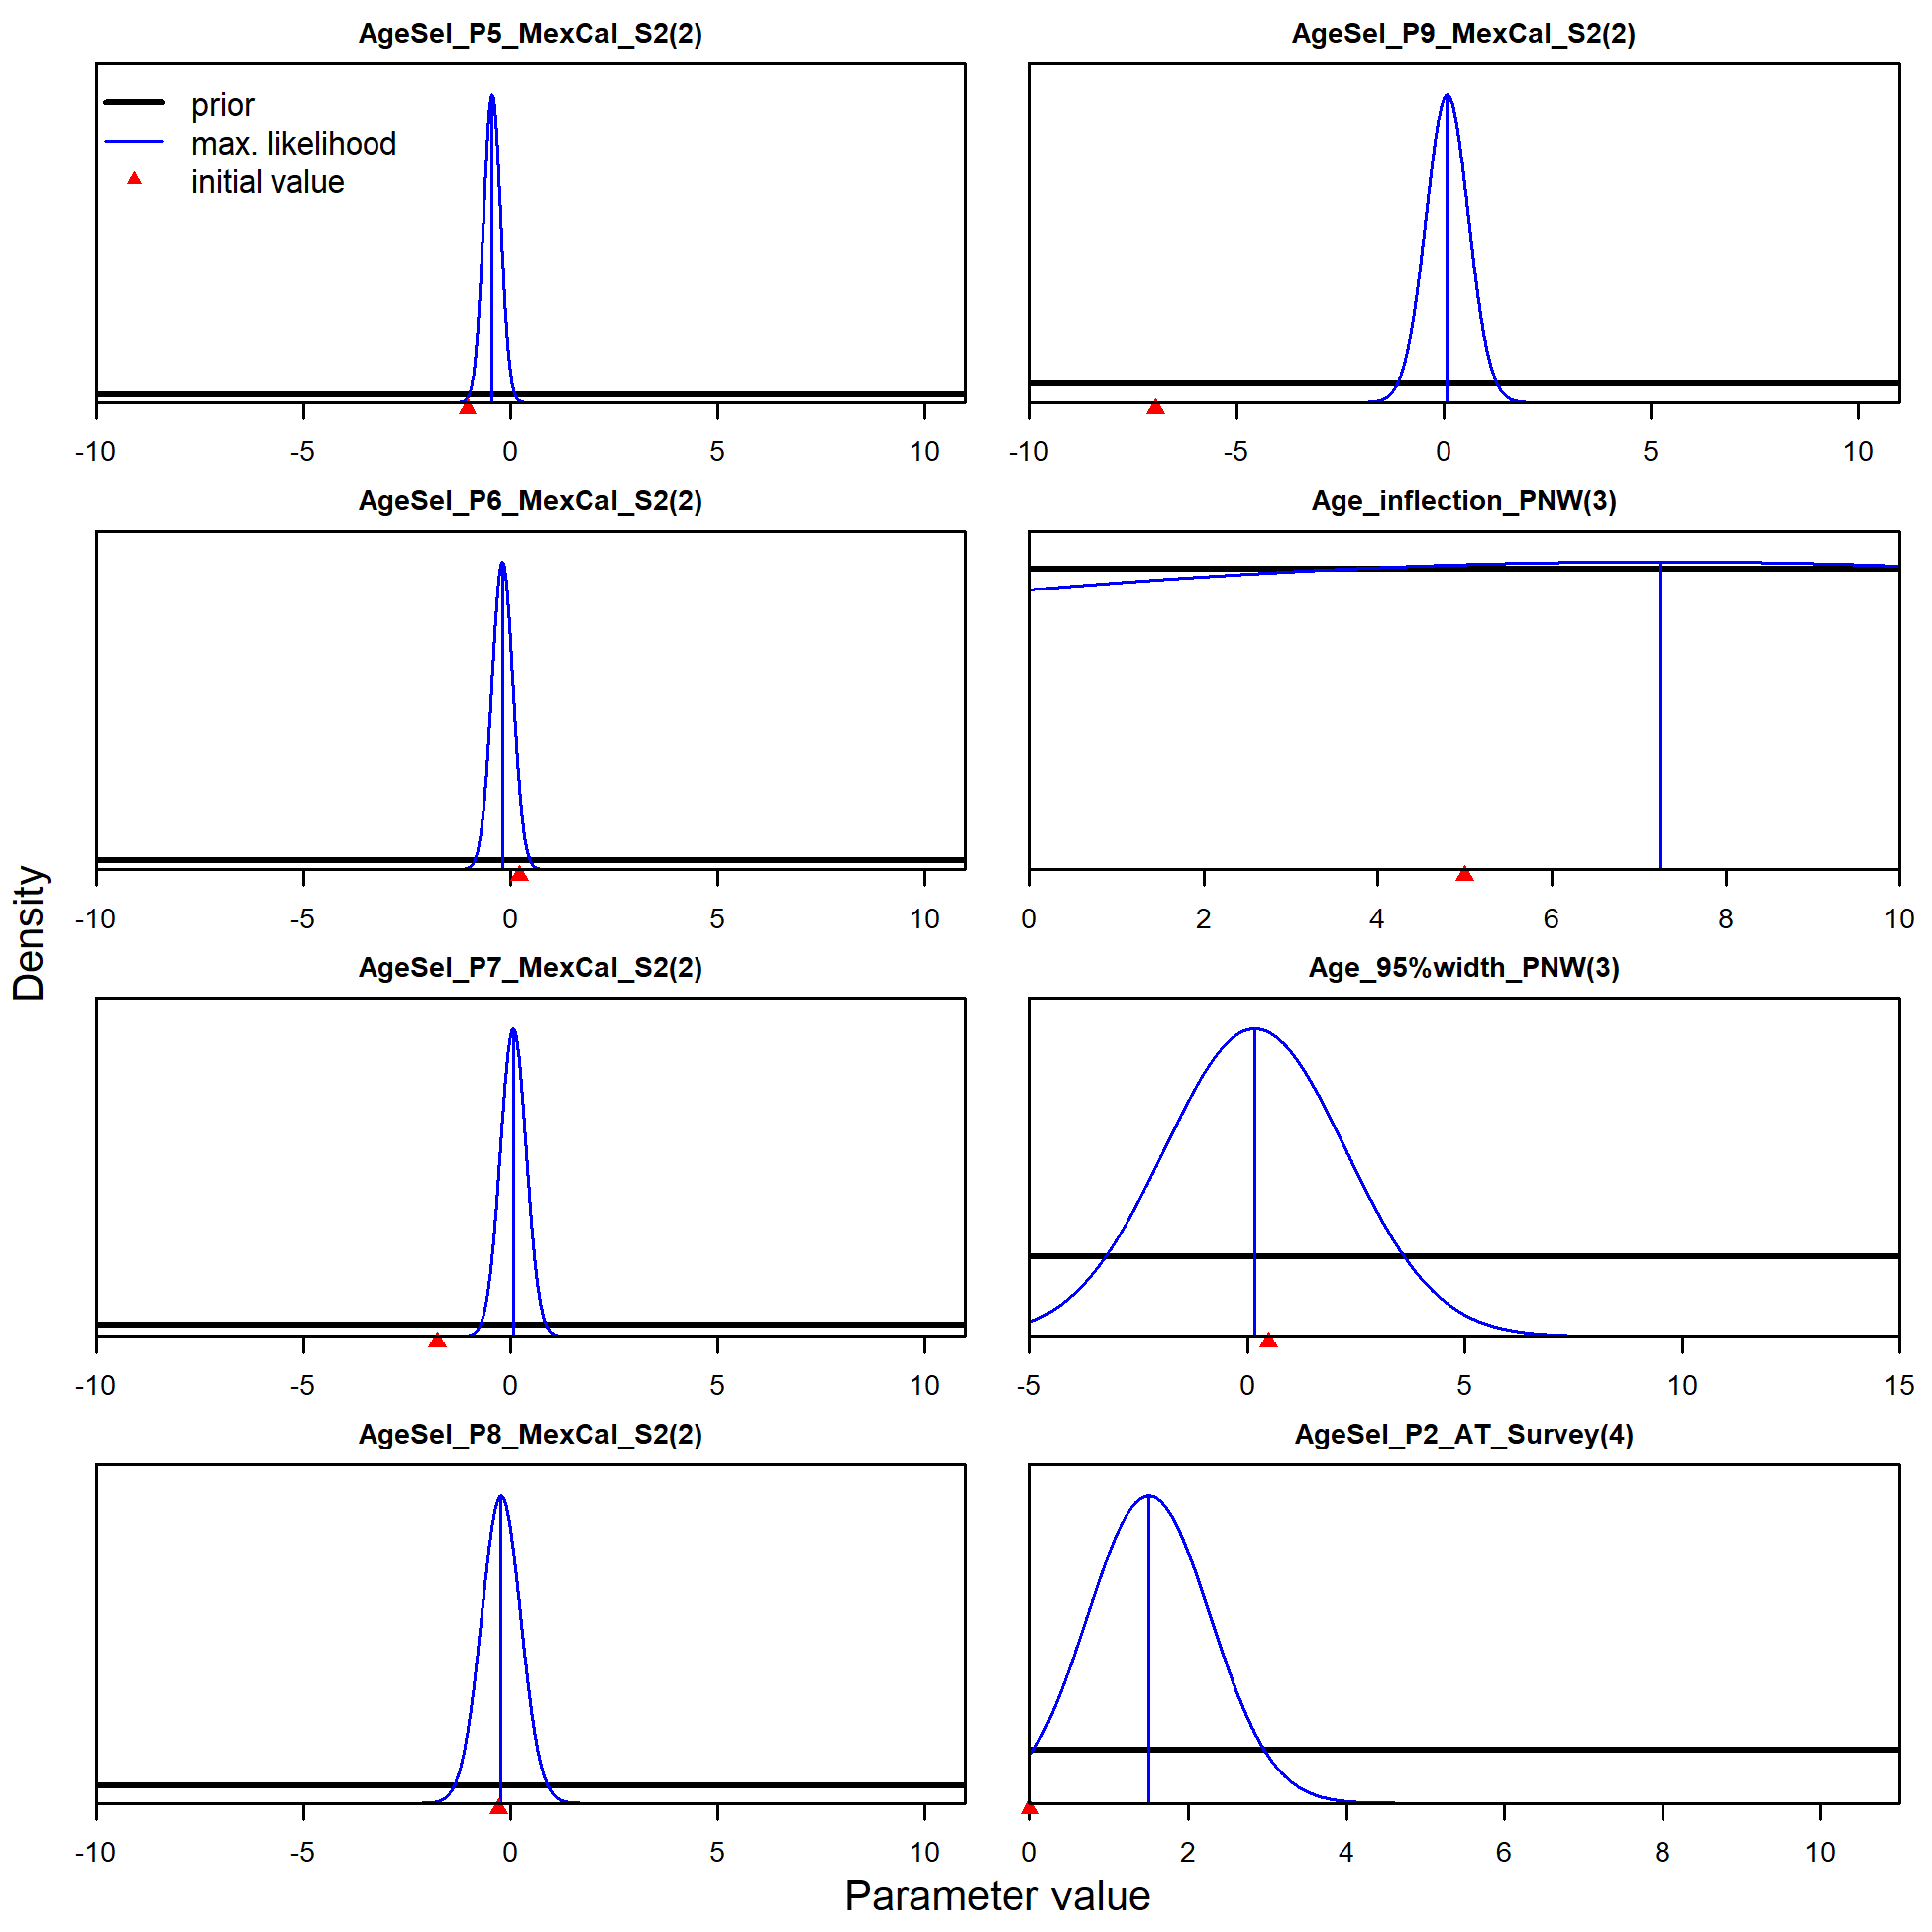 AgeSel_P5_MexCal_S2(2)
prior
max. likelihood
initial value
-10 -5 0 5 10
AgeSel_P6_MexCal_S2(2)
-10 -5 0 5 10
AgeSel_P7_MexCal_S2(2)
-10 -5 0 5 10
AgeSel_P8_MexCal_S2(2)
-10 -5 0 5 10
AgeSel_P9_MexCal_S2(2)
-10 -5 0 5 10
Age_inflection_PNW(3)
0 2 4 6 8 10
Age_95%width_PNW(3)
-5 0 5 10 15
AgeSel_P2_AT_Survey(4)
0 2 4 6 8 10
Density
Parameter value